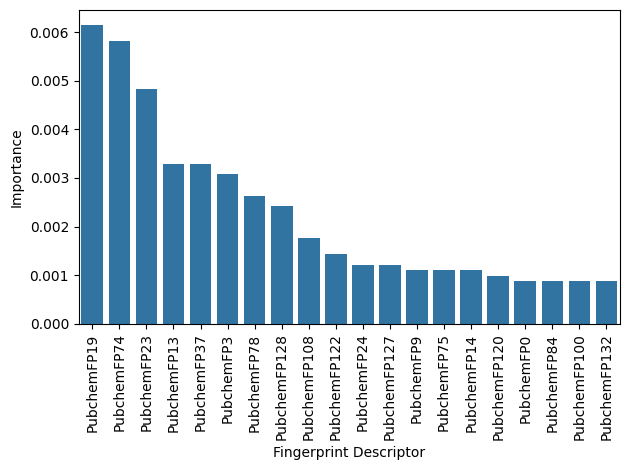 0.006
0.005
0.004
0.003
0.002
0.001
0.000
Importance
PubchemFP19
PubchemFP74
PubchemFP23
PubchemFP13
PubchemFP37
PubchemFP3
PubchemFP78
PubchemFP128
PubchemFP108
PubchemFP122
PubchemFP24
PubchemFP127
PubchemFP9
PubchemFP75
PubchemFP14
PubchemFP120
PubchemFP0
PubchemFP84
PubchemFP100
PubchemFP132
Fingerprint Descriptor